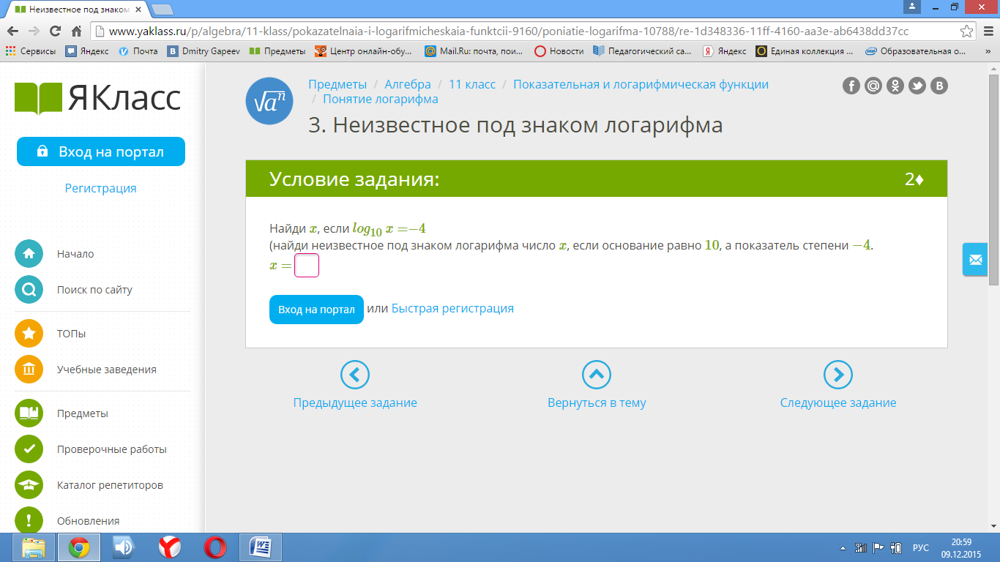 Неизвестное под знаком
www.yaklass.ru/p/algebra/11-klass/pokazatelnaia-i-logarifmicheskaia-funktcii-9160/poniatie-logarifma-10788/re-1d348336-11ff-4160-aa3e-ab6438dd37cc
Сервисы Яндекс Почта Dmitry Gapeev Предметы Центр онлайн-обу... Mail.Ru: почта, пои... Новости Педагогический са... Яндекс Единая коллекция ... Образовательная о... »
ЯКласс
Вход на портал
Регистрация
Начало
Поиск по сайту
ТОПы
Учебные заведения
Предметы
Проверочные работы
Каталог репетиторов
Обновления
√aⁿ
Предметы / Алгебра / 11 класс / Показательная и логарифмическая функции
/ Понятие логарифма
3. Неизвестное под знаком логарифма
Условие задания: 2♦
Найди x, если log₁₀ x =−4
(найди неизвестное под знаком логарифма число x, если основание равно 10, а показатель степени −4.
x =
Вход на портал или Быстрая регистрация
Предыдущее задание Вернуться в тему Следующее задание
РУС
20:59
09.12.2015